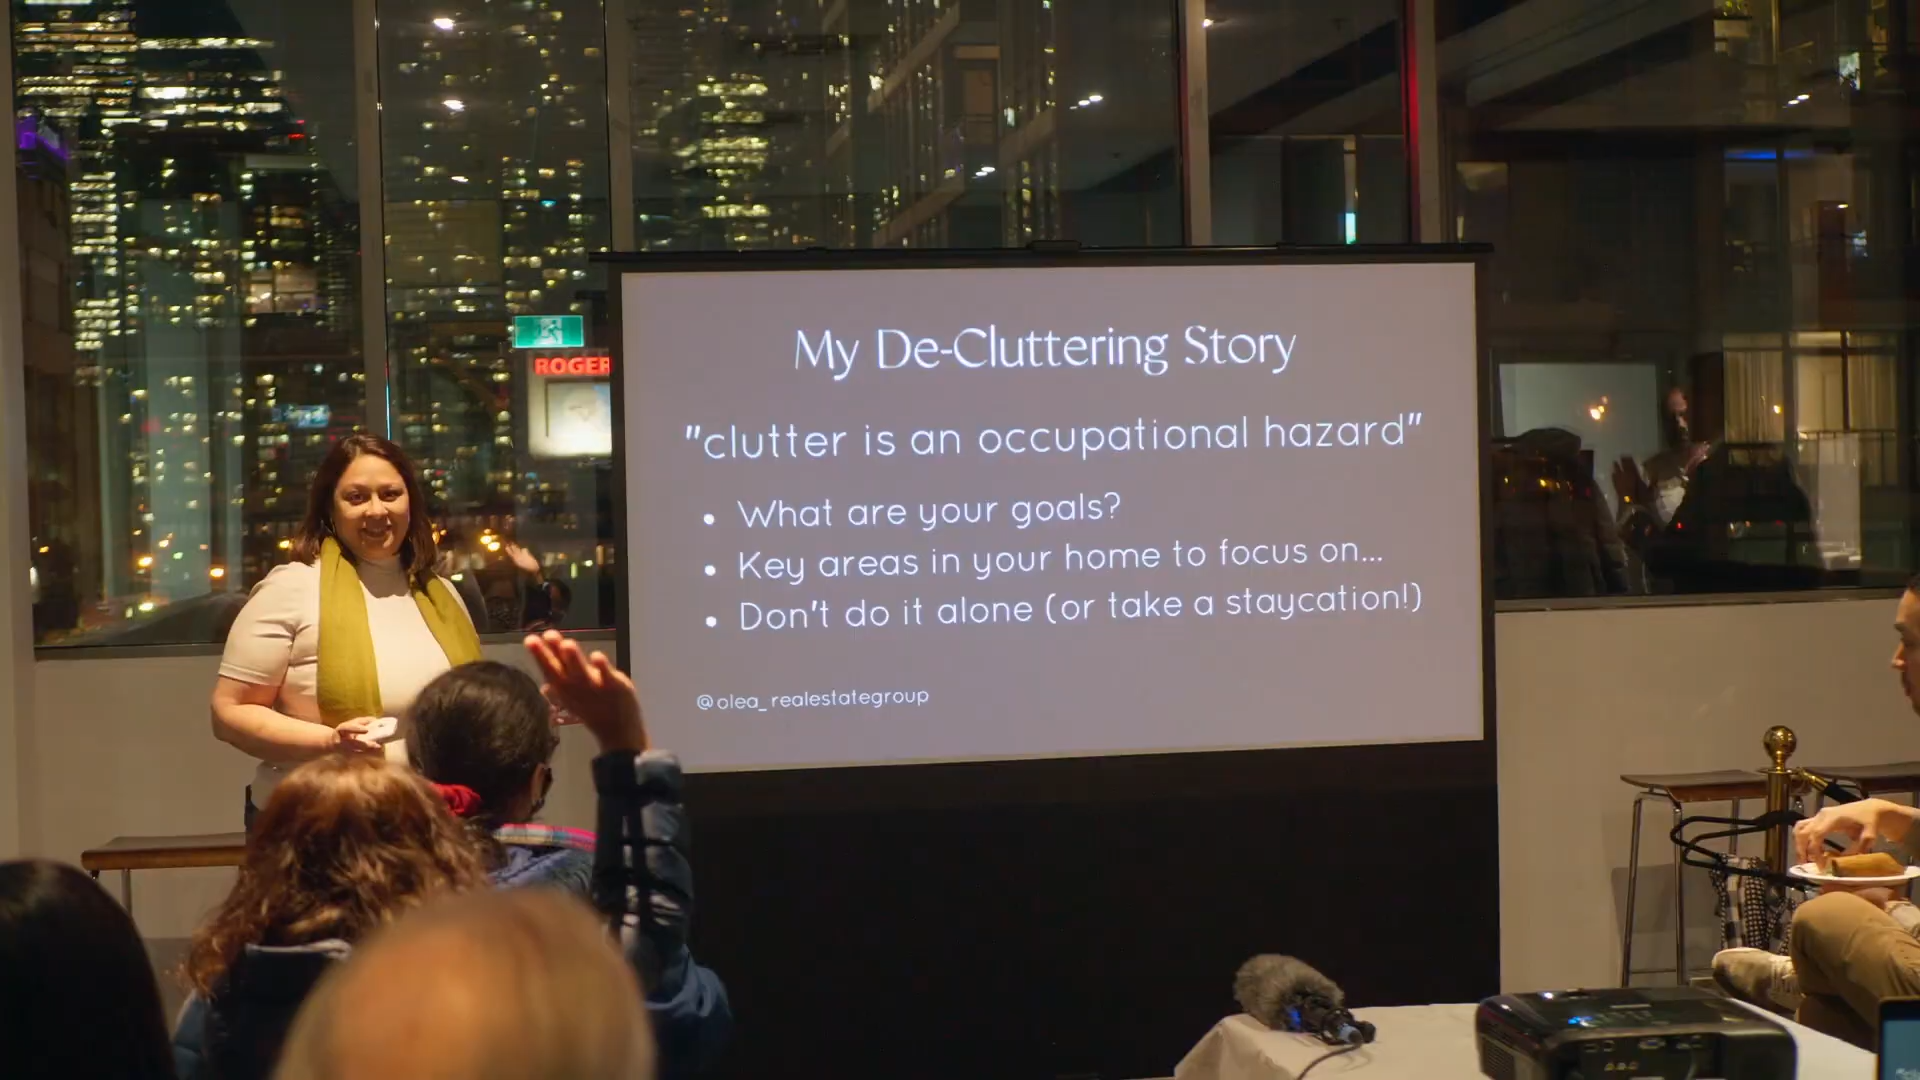 ROGER
My De-Cluttering Story
"clutter is an occupational hazard"
• What are your goals?
• Key areas in your home to focus on...
• Don't do it alone (or take a staycation!)
@olea_realestategroup